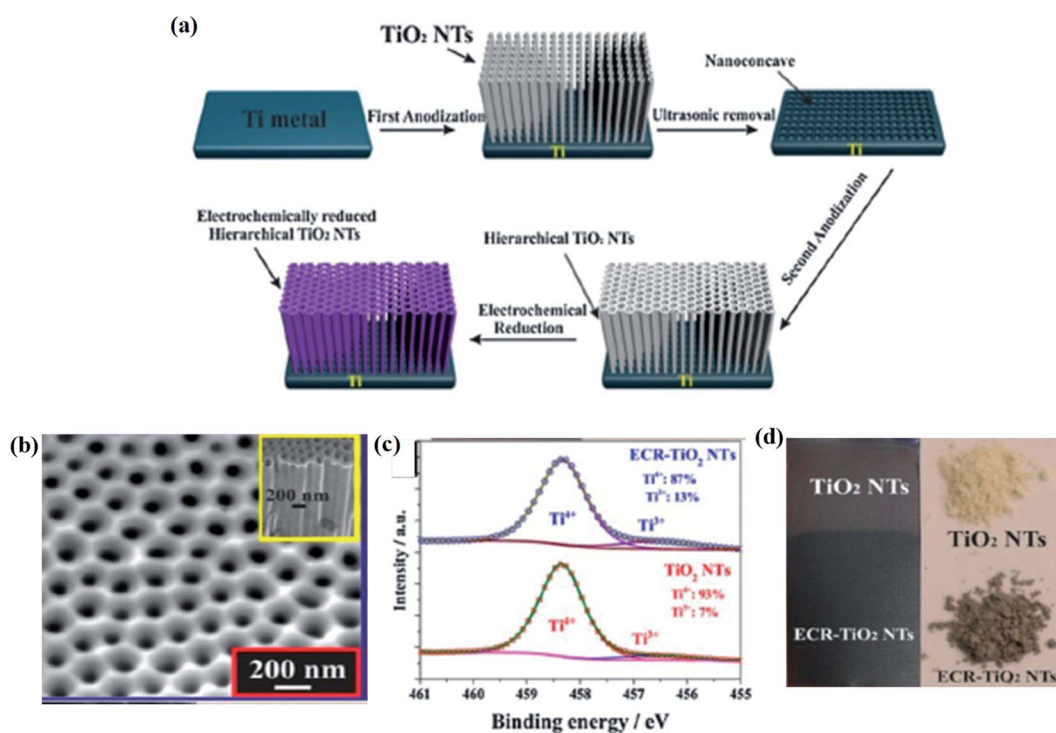 (a)
TiO₂ NTs
Nanoconcave
Ti metal
First Anodization
Ultrasonic removal
Ti
Ti
Electrochemically reduced
Hierarchical TiO₂ NTs
Hierarchical TiO₂ NTs
Second Anodization
Electrochemical
Reduction
Ti
Ti
(b)
200 nm
200 nm
(c)
ECR-TiO₂ NTs
Ti⁴⁺: 87%
Ti³⁺: 13%
Ti⁴⁺
Ti³⁺
TiO₂ NTs
Ti⁴⁺: 93%
Ti³⁺: 7%
Ti⁴⁺
Ti³⁺
Intensity / a.u.
461 460 459 458 457 456 455
Binding energy / eV
(d)
TiO₂ NTs
TiO₂ NTs
ECR-TiO₂ NTs
ECR-TiO₂ NTs